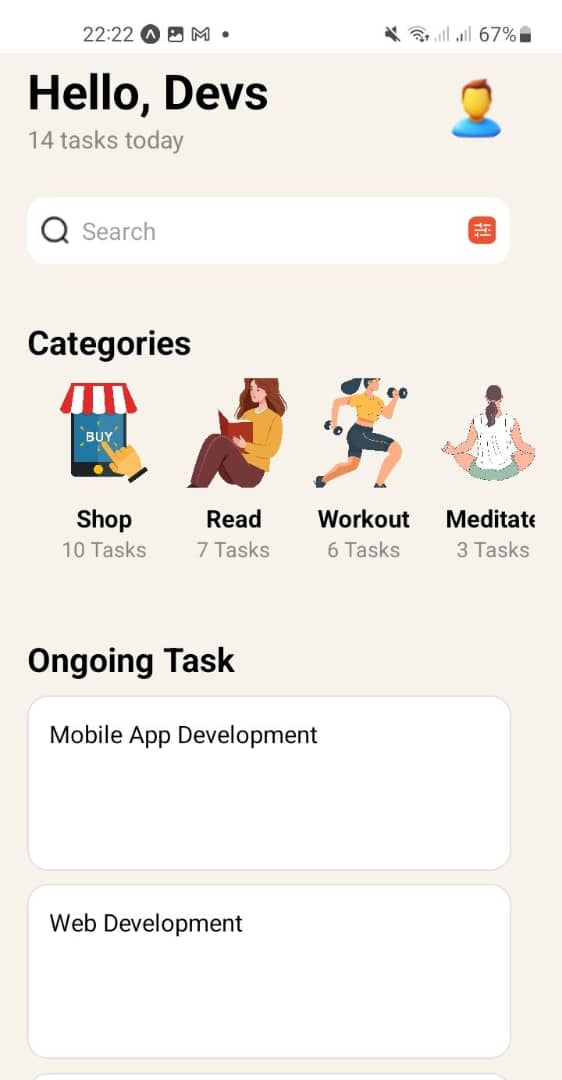 22:22 67%
Hello, Devs
14 tasks today
Search
Categories
BUY
Shop Read Workout Meditate
10 Tasks 7 Tasks 6 Tasks 3 Tasks
Ongoing Task
Mobile App Development
Web Development